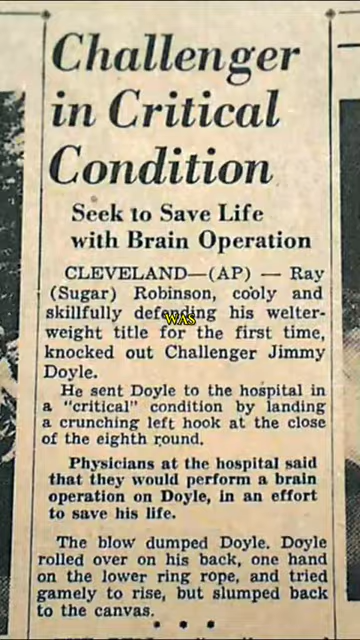 Challenger
in Critical
Condition
Seek to Save Life
with Brain Operation
CLEVELAND—(AP) — Ray
(Sugar) Robinson, cooly and
skillfully defending his welter-
WAS
weight title for the first time,
knocked out Challenger Jimmy
Doyle.
He sent Doyle to the hospital in
a "critical" condition by landing
a crunching left hook at the close
of the eighth round.
Physicians at the hospital said
that they would perform a brain
operation on Doyle, in an effort
to save his life.
The blow dumped Doyle. Doyle
rolled over on his back, one hand
on the lower ring rope, and tried
gamely to rise, but slumped back
to the canvas.